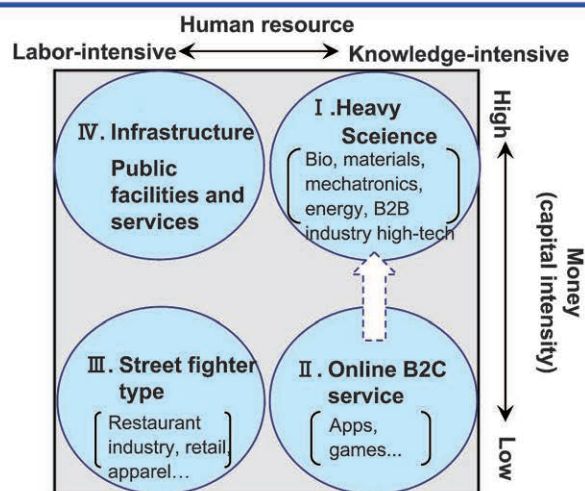 Human resource
Labor-intensive
Knowledge-intensive
Ⅳ. Infrastructure
Public
facilities and
services
Ⅰ.Heavy
Sceience
Bio, materials,
mechatronics,
energy, B2B
industry high-tech
High
Money
(capital intensity)
Low
Ⅲ. Street fighter
type
Restaurant
industry, retail,
apparel…
Ⅱ. Online B2C
service
Apps,
games...